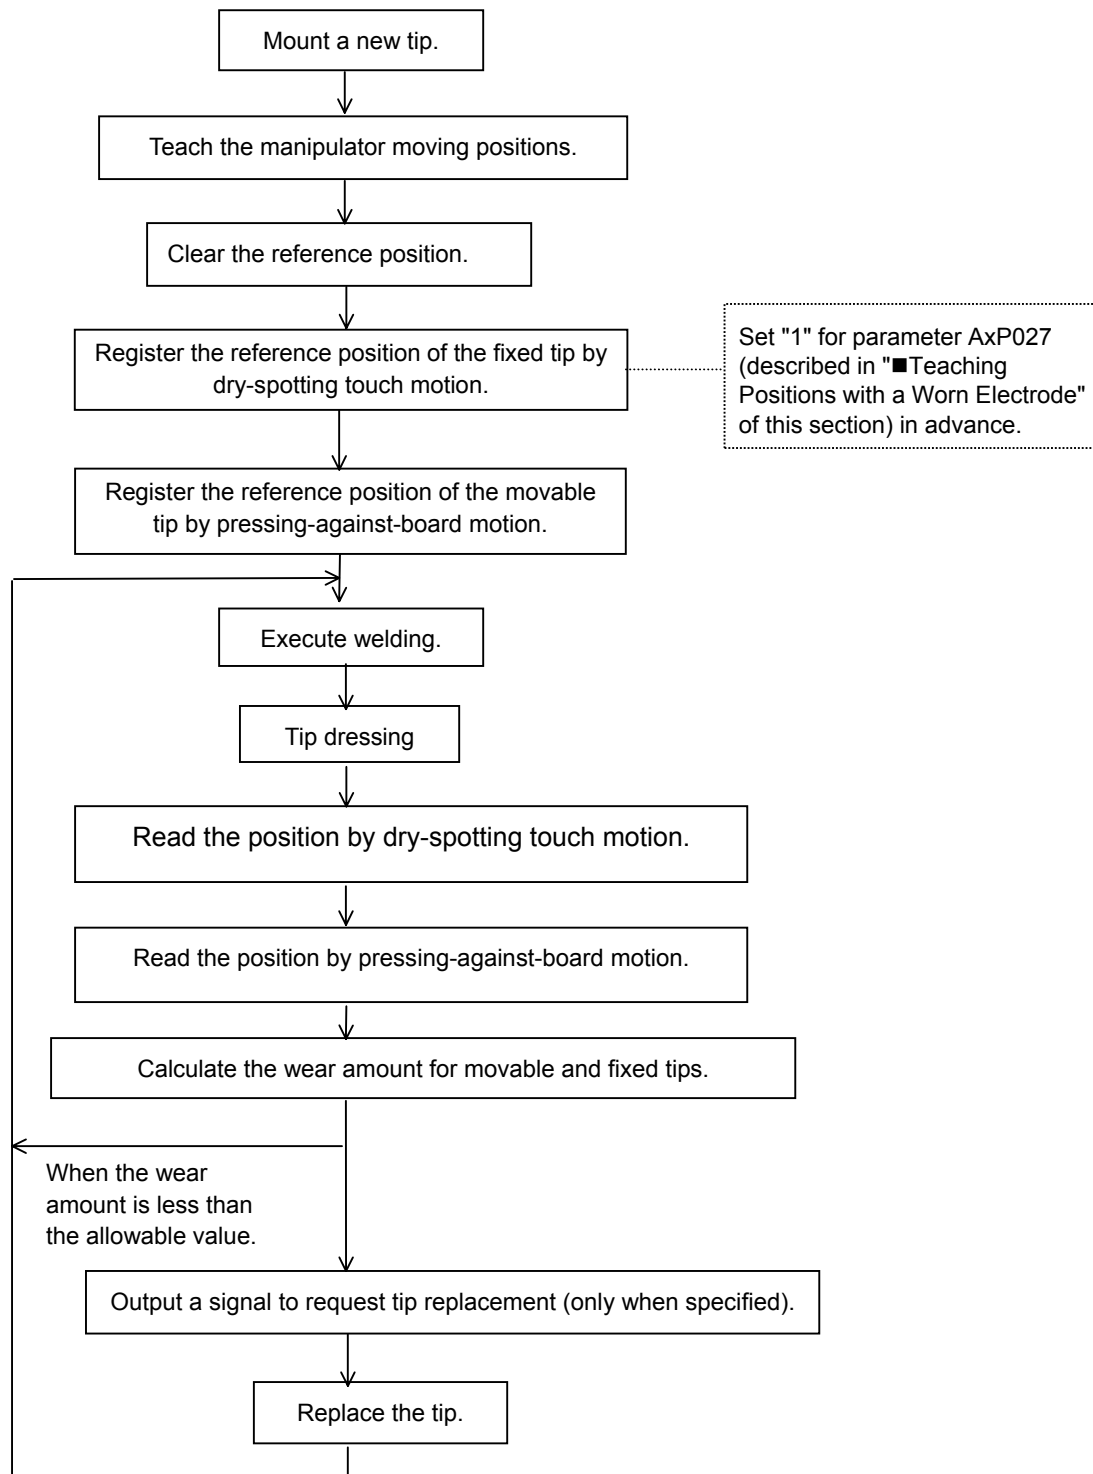 Mount a new tip.
Teach the manipulator moving positions.
Clear the reference position.
Register the reference position of the fixed tip by
dry-spotting touch motion.
Set "1" for parameter AxP027
(described in "■Teaching
Positions with a Worn Electrode"
of this section) in advance.
Register the reference position of the movable
tip by pressing-against-board motion.
Execute welding.
Tip dressing
Read the position by dry-spotting touch motion.
Read the position by pressing-against-board motion.
Calculate the wear amount for movable and fixed tips.
When the wear
amount is less than
the allowable value.
Output a signal to request tip replacement (only when specified).
Replace the tip.